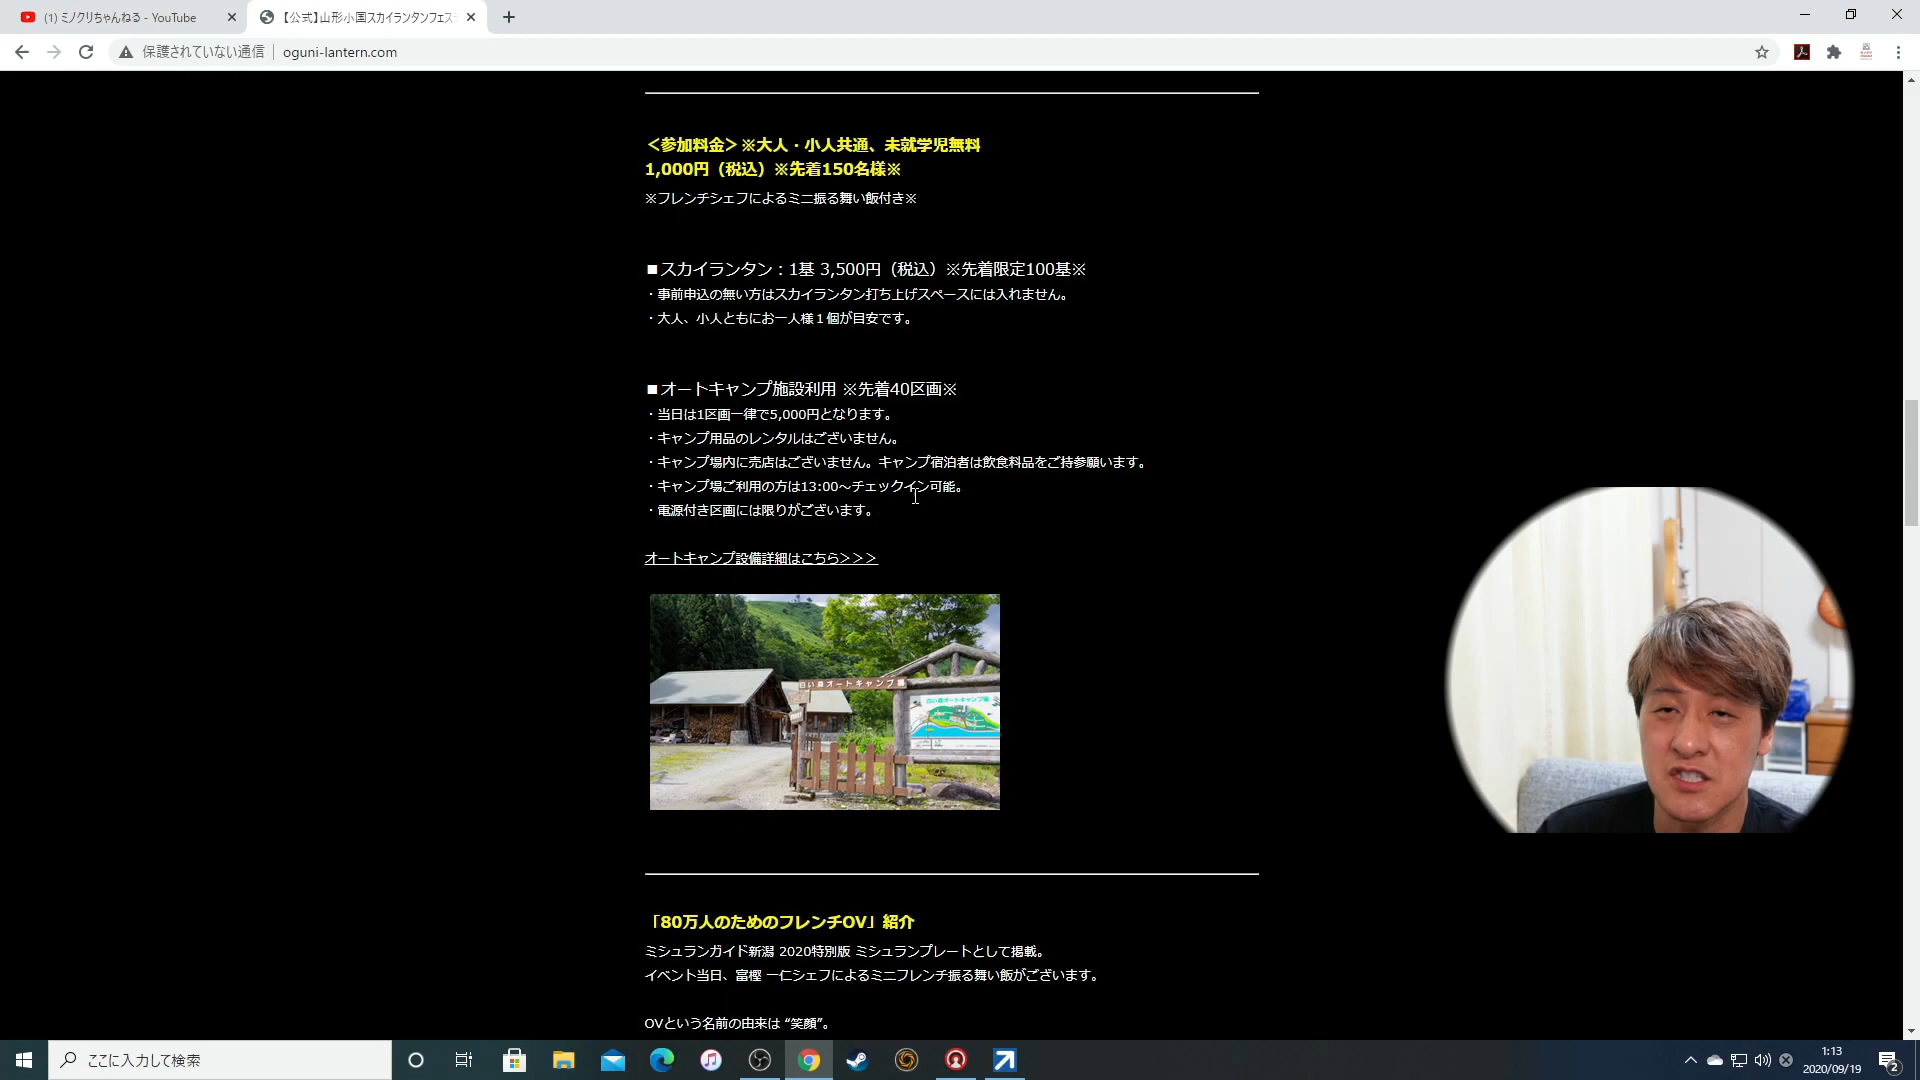 (1) ミノクリちゃんねる - YouTube
【公式】山形小国スカイランタンフェス
保護されていない通信
oguni-lantern.com
＜参加料金＞※大人・小人共通、未就学児無料
1,000円（税込）※先着150名様※
※フレンチシェフによるミニ振る舞い飯付き※
■スカイランタン：1基 3,500円（税込）※先着限定100基※
・事前申込の無い方はスカイランタン打ち上げスペースには入れません。
・大人、小人ともにお一人様１個が目安です。
■オートキャンプ施設利用 ※先着40区画※
・当日は1区画一律で5,000円となります。
・キャンプ用品のレンタルはございません。
・キャンプ場内に売店はございません。キャンプ宿泊者は飲食料品をご持参願います。
・キャンプ場ご利用の方は13:00～チェックイン可能。
・電源付き区画には限りがございます。
オートキャンプ設備詳細はこちら＞＞＞
白い森オートキャンプ場
白い森オートキャンプ場
「80万人のためのフレンチOV」紹介
ミシュランガイド新潟 2020特別版 ミシュランプレートとして掲載。
イベント当日、富樫 一仁シェフによるミニフレンチ振る舞い飯がございます。
OVという名前の由来は “笑顔”。
ここに入力して検索
1:13
2020/09/19
2